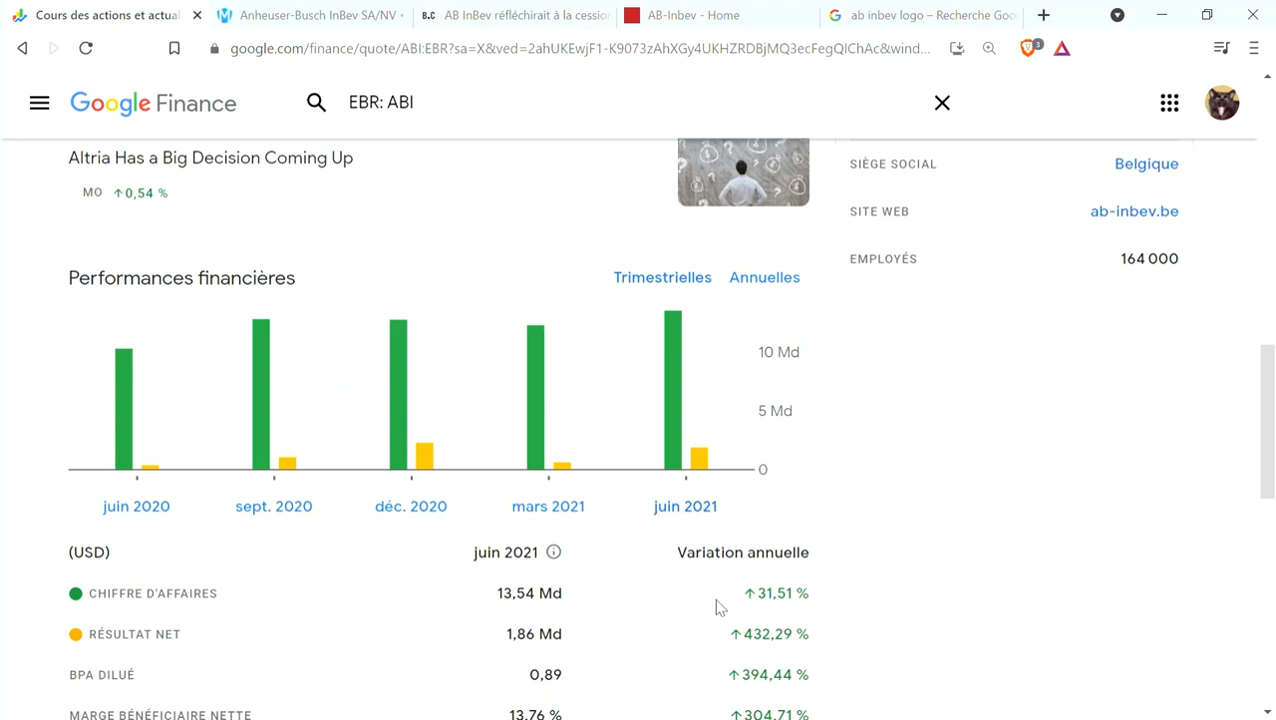 Cours des actions et actual
Anheuser-Busch InBev SA/NV
B.C AB InBev réfléchirait à la cession
AB-Inbev - Home
ab inbev logo – Recherche Goo
google.com/finance/quote/ABI:EBR?sa=X&ved=2ahUKEwjF1-K9073zAhXGy4UKHZRDBjMQ3ecFegQIChAc&wind...
3
Google Finance
EBR: ABI
Altria Has a Big Decision Coming Up
MO ↑0,54 %
SIÈGE SOCIAL Belgique
SITE WEB ab-inbev.be
EMPLOYÉS 164 000
Performances financières
Trimestrielles Annuelles
10 Md
5 Md
0
juin 2020 sept. 2020 déc. 2020 mars 2021 juin 2021
(USD) juin 2021 Variation annuelle
CHIFFRE D'AFFAIRES 13,54 Md ↑31,51 %
RÉSULTAT NET 1,86 Md ↑432,29 %
BPA DILUÉ 0,89 ↑394,44 %
MARGE BÉNÉFICIAIRE NETTE 13,76 % ↑304,71 %